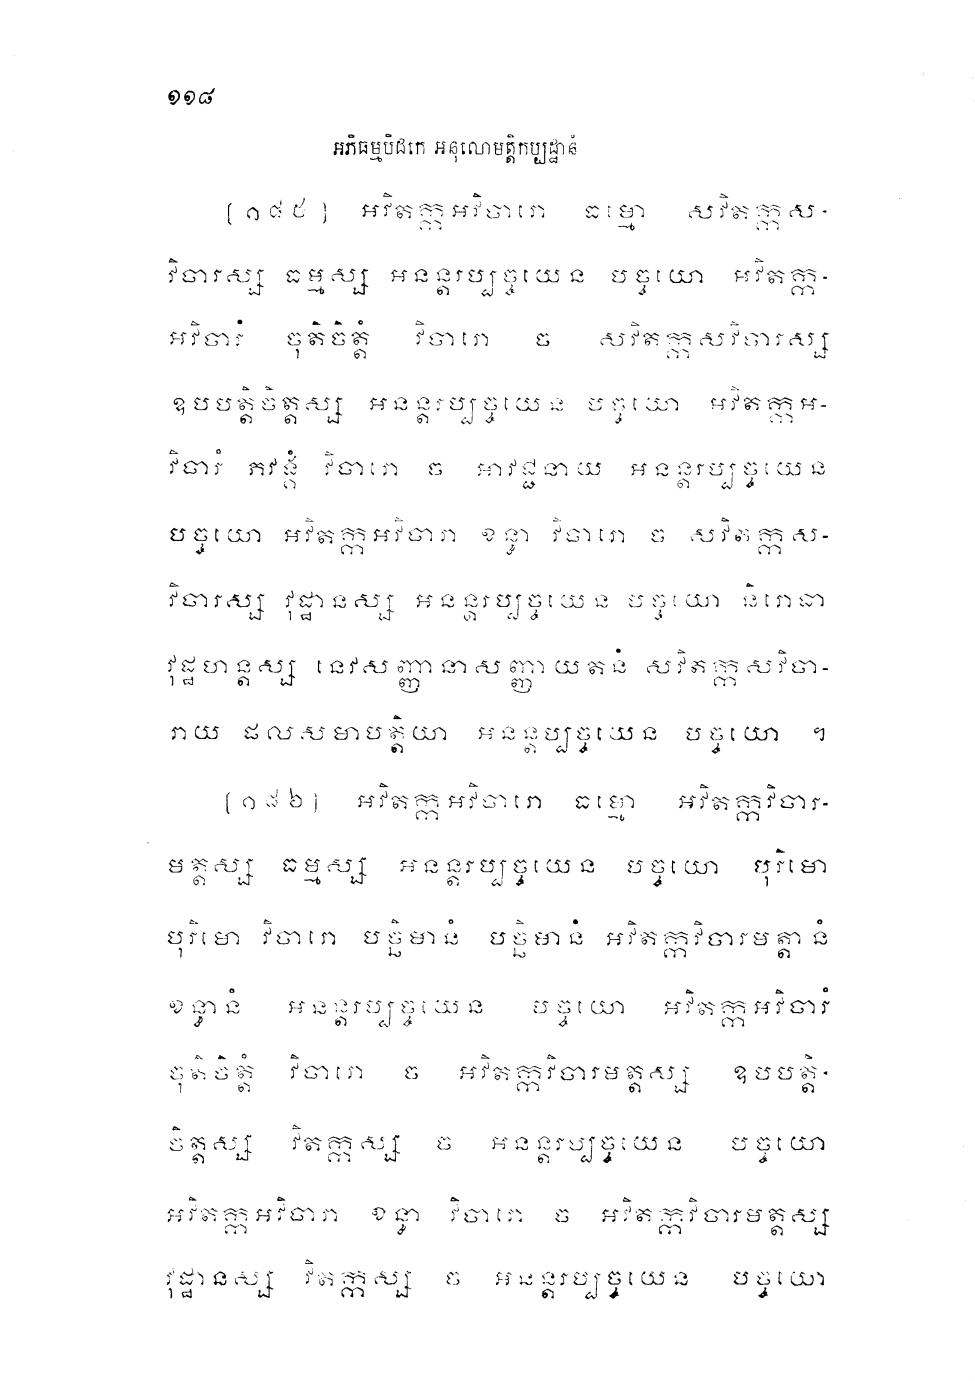 ១១៨
អភិធម្មបិដកេ អនុលោមត្តិកប្បដ្ឋានំ
[១៩៥] អវិតក្កអវិចារោ ធម្មោ សវិតក្កស-
វិចារស្ស ធម្មស្ស អនន្តរប្បច្ចយេន បច្ចយោ អវិតក្ក-
អវិចារំ ចុតិចិត្តំ វិចារោ ច សវិតក្កសវិចារស្ស
ឧបបត្តិចិត្តស្ស អនន្តរប្បច្ចយេន បច្ចយោ អវិតក្កអ-
វិចារំ ភវង្គំ វិចារោ ច អាវជ្ជនាយ អនន្តរប្បច្ចយេន
បច្ចយោ អវិតក្កអវិចារា ខន្ធា វិចារោ ច សវិតក្កស-
វិចារស្ស វុដ្ឋានស្ស អនន្តរប្បច្ចយេន បច្ចយោ និរោធា
វុដ្ឋហន្តស្ស នេវសញ្ញានាសញ្ញាយតនំ សវិតក្កសវិចា-
រាយ ផលសមាបត្តិយា អនន្តប្បច្ចយេន បច្ចយោ ។
[១៩៦] អវិតក្កអវិចារោ ធម្មោ អវិតក្កវិចារ-
មត្តស្ស ធម្មស្ស អនន្តរប្បច្ចយេន បច្ចយោ បុរិមោ
បុរិមោ វិចារោ បច្ឆិមានំ បច្ឆិមានំ អវិតក្កវិចារមត្តានំ
ខន្ធានំ អនន្តរប្បច្ចយេន បច្ចយោ អវិតក្កអវិចារំ
ចុតិចិត្តំ វិចារោ ច អវិតក្កវិចារមត្តស្ស ឧបបត្តិ-
ចិត្តស្ស វិតក្កស្ស ច អនន្តរប្បច្ចយេន បច្ចយោ
អវិតក្កអវិចារា ខន្ធា វិចារោ ច អវិតក្កវិចារមត្តស្ស
វុដ្ឋានស្ស វិតក្កស្ស ច អនន្តរប្បច្ចយេន បច្ចយោ